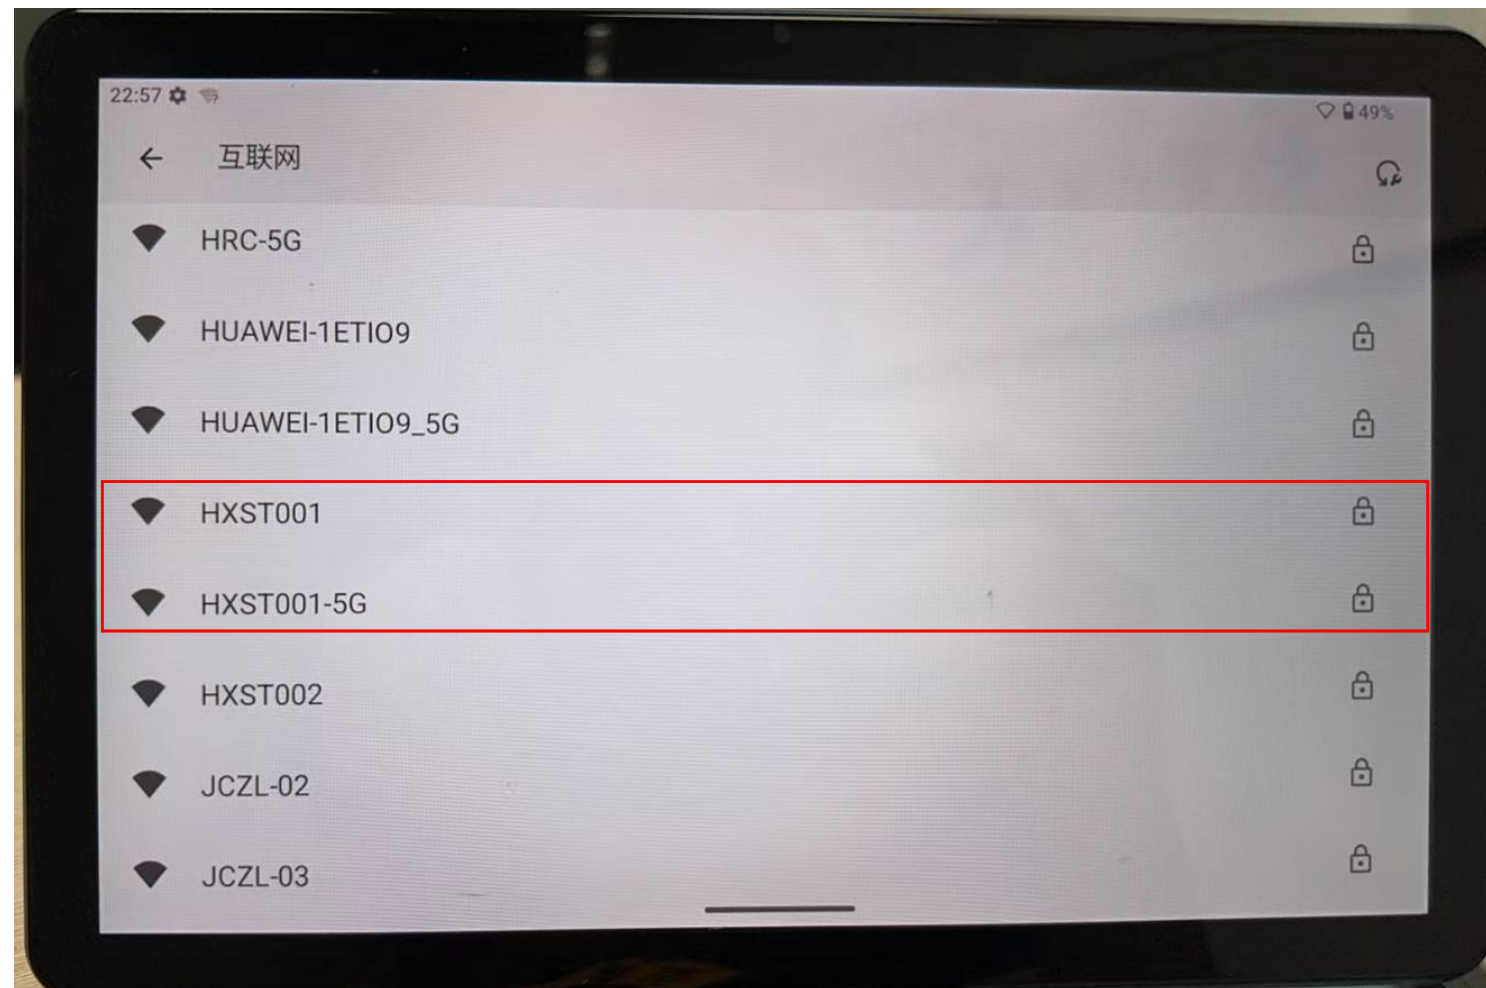 22:57
49%
互联网
HRC-5G
HUAWEI-1ETIO9
HUAWEI-1ETIO9_5G
HXST001
HXST001-5G
HXST002
JCZL-02
JCZL-03